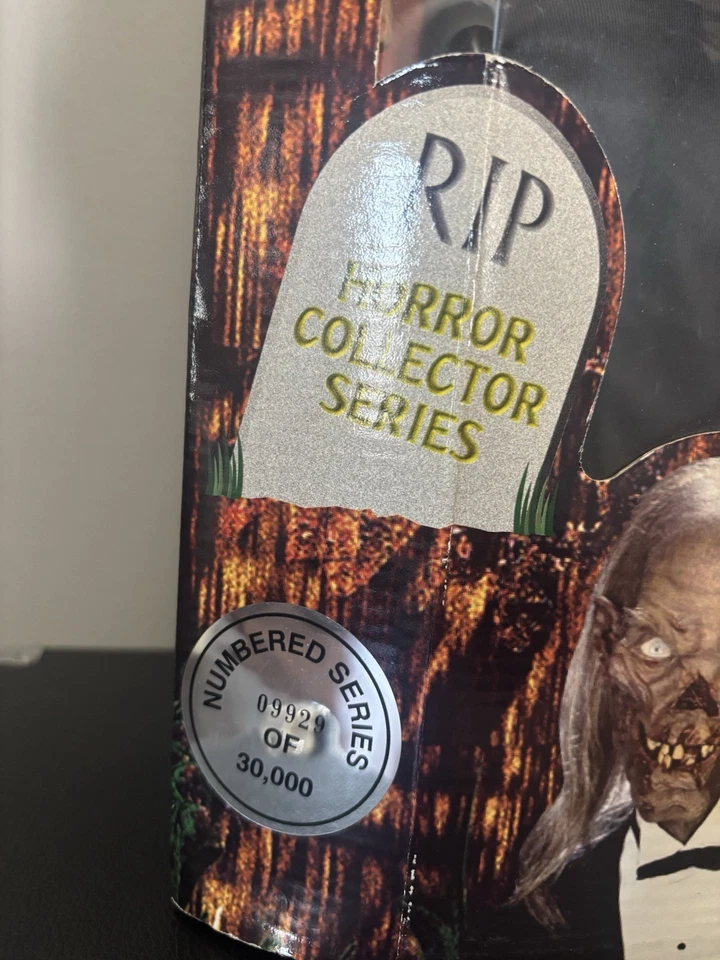 RIP
HORROR
COLLECTOR
SERIES
NUMBERED SERIES
09929
OF
30,000